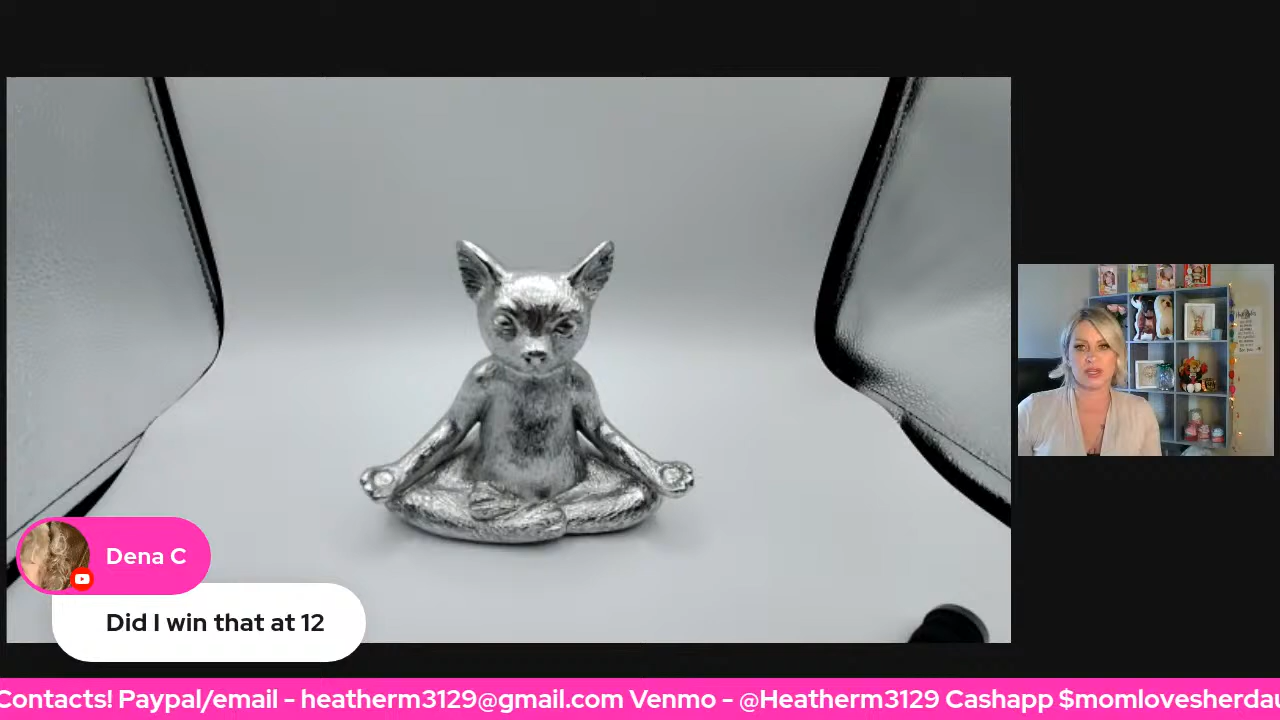 Dena C
Did I win that at 12
Contacts! Paypal/email - heatherm3129@gmail.com Venmo - @Heatherm3129 Cashapp $momlovesherdau